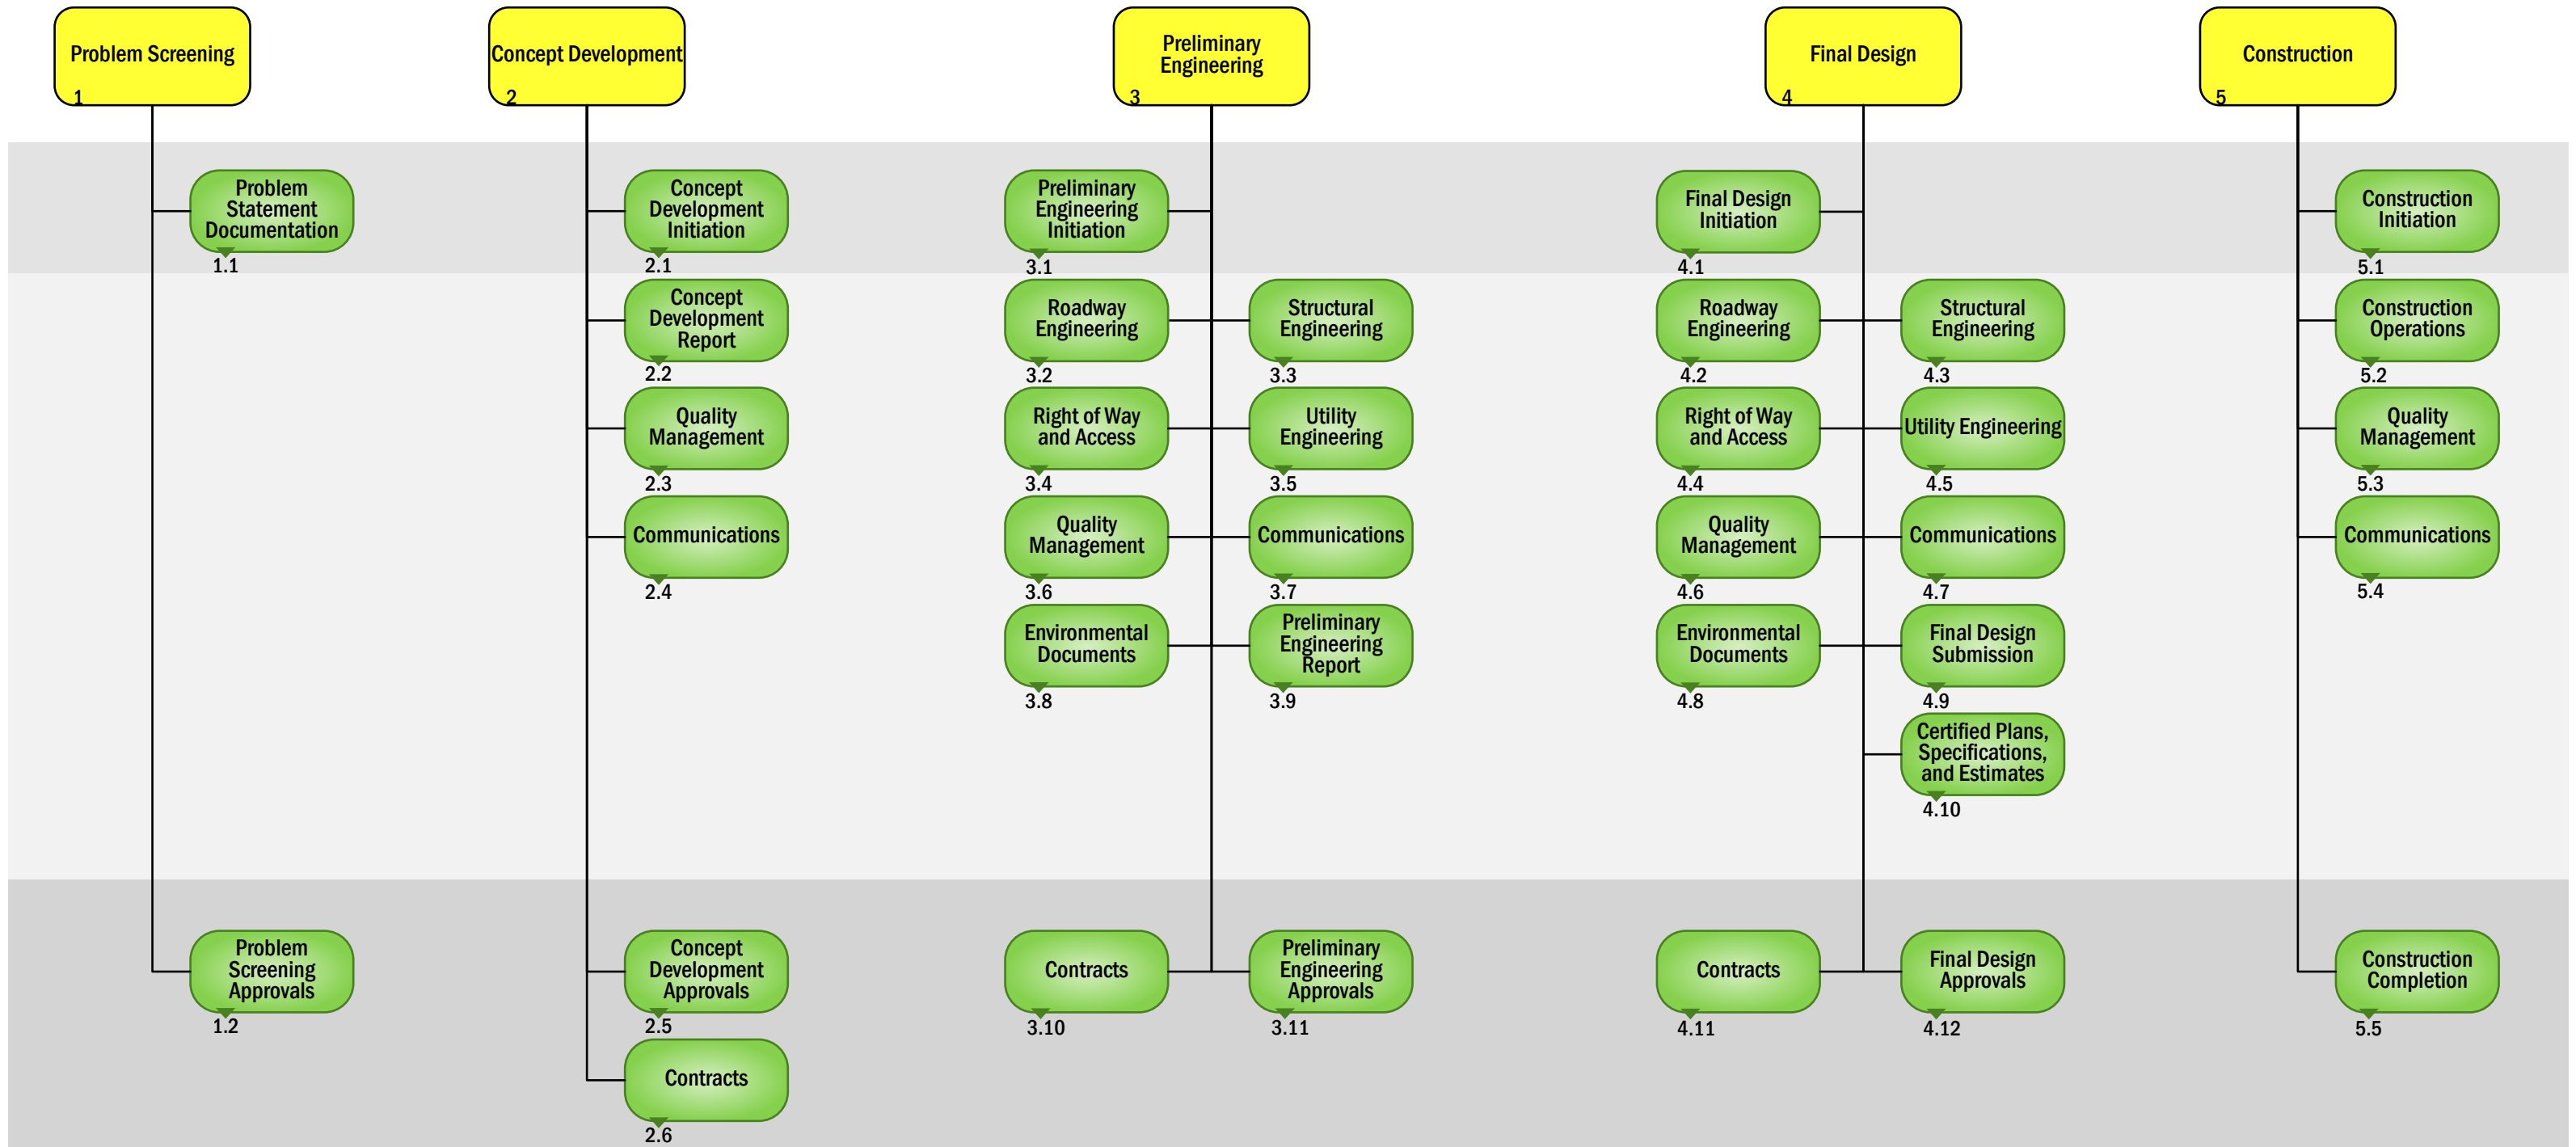 Problem Screening
1
Concept Development
2
Preliminary
Engineering
3
Final Design
4
Construction
5
Problem
Statement
Documentation
1.1
Concept
Development
Initiation
2.1
Preliminary
Engineering
Initiation
3.1
Final Design
Initiation
4.1
Construction
Initiation
5.1
Concept
Development
Report
2.2
Roadway
Engineering
3.2
Structural
Engineering
3.3
Roadway
Engineering
4.2
Structural
Engineering
4.3
Construction
Operations
5.2
Quality
Management
2.3
Right of Way
and Access
3.4
Utility
Engineering
3.5
Right of Way
and Access
4.4
Utility Engineering
4.5
Quality
Management
5.3
Communications
2.4
Quality
Management
3.6
Communications
3.7
Quality
Management
4.6
Communications
4.7
Communications
5.4
Environmental
Documents
3.8
Preliminary
Engineering
Report
3.9
Environmental
Documents
4.8
Final Design
Submission
4.9
Certified Plans,
Specifications,
and Estimates
4.10
Problem
Screening
Approvals
1.2
Concept
Development
Approvals
2.5
Contracts
3.10
Preliminary
Engineering
Approvals
3.11
Contracts
4.11
Final Design
Approvals
4.12
Construction
Completion
5.5
Contracts
2.6